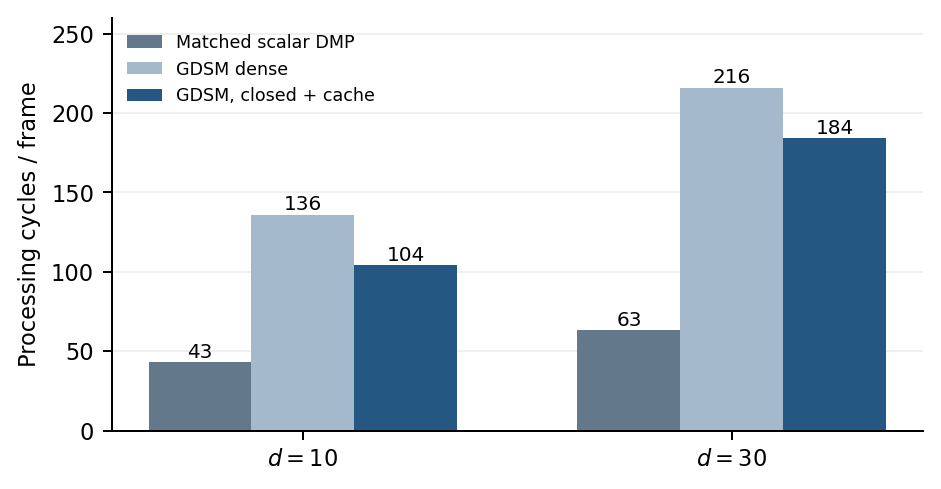 250
200
150
100
50
0
Processing cycles / frame
Matched scalar DMP
GDSM dense
GDSM, closed + cache
43
136
104
63
216
184
d = 10
d = 30